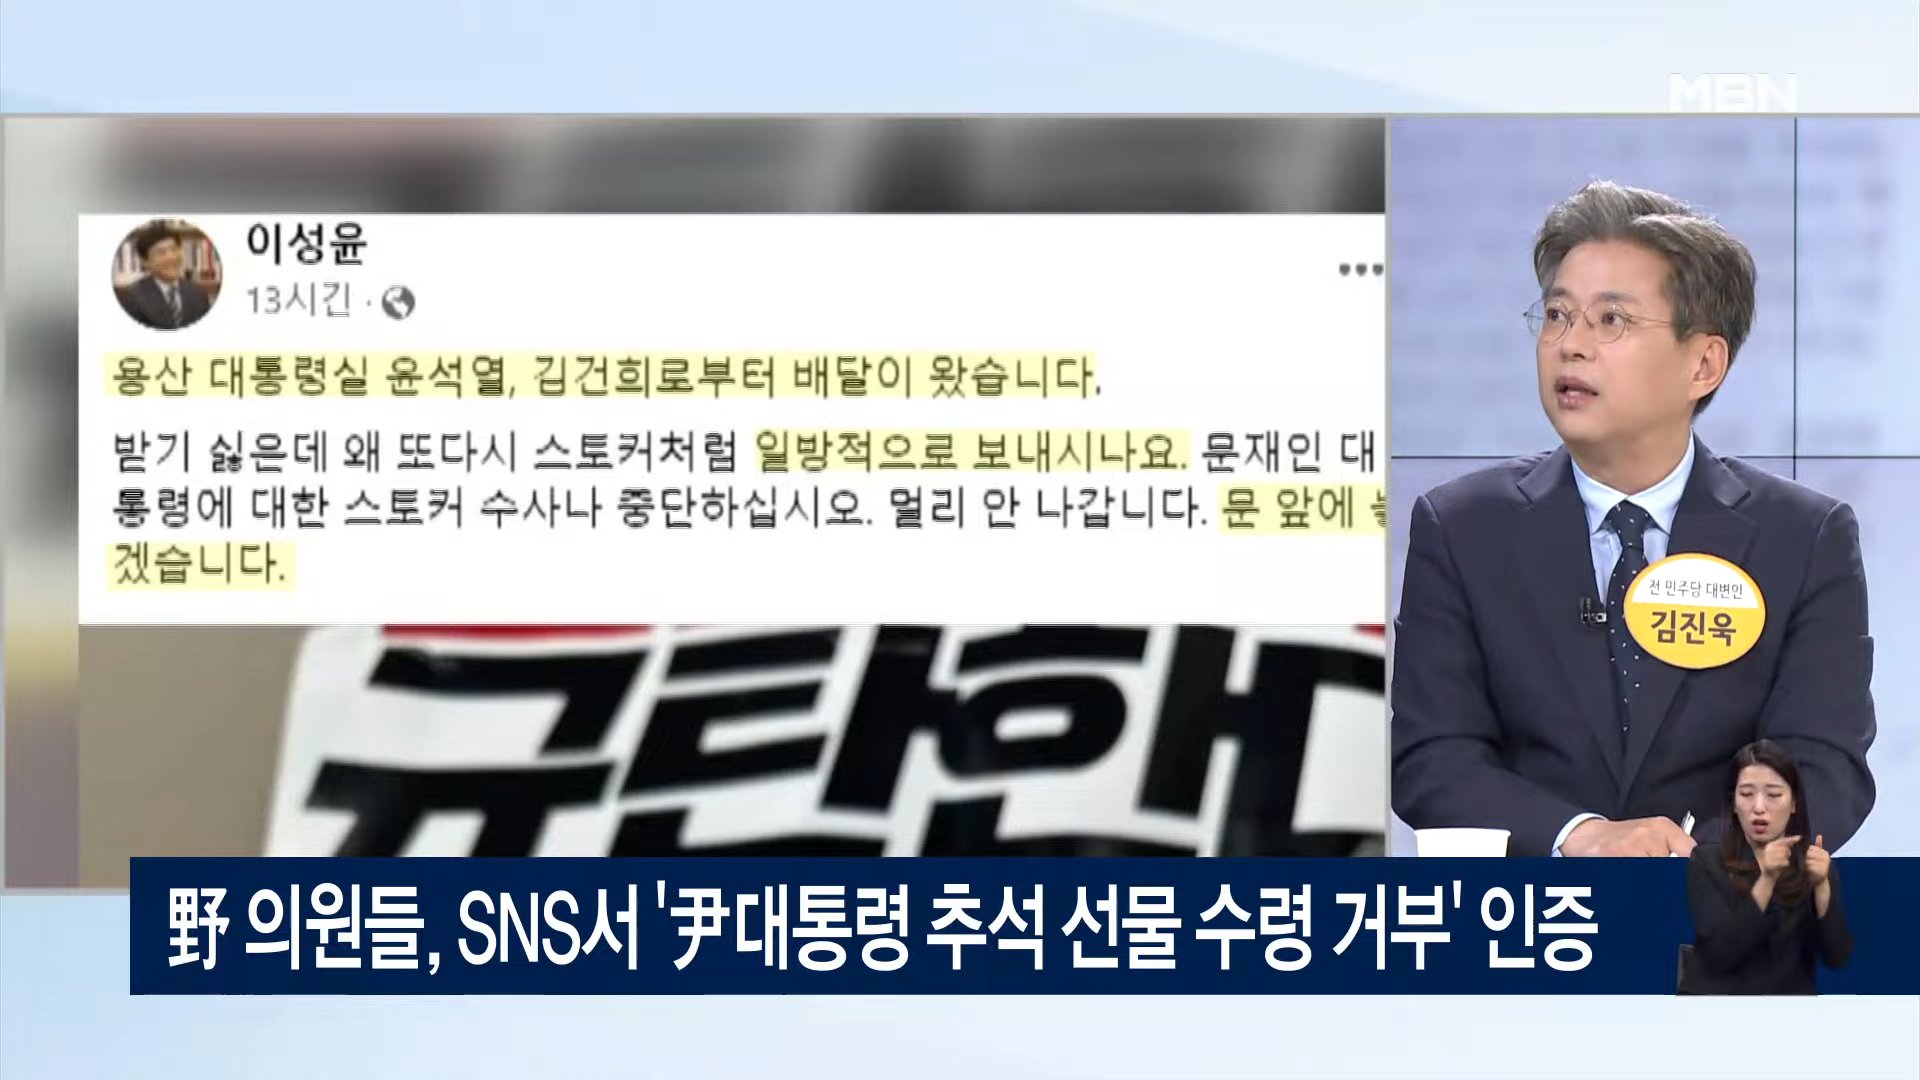 MBN
이성윤
13시간
용산 대통령실 윤석열, 김건희로부터 배달이 왔습니다.
받기 싫은데 왜 또다시 스토커처럼 일방적으로 보내시나요. 문재인 대
통령에 대한 스토커 수사나 중단하십시오. 멀리 안 나갑니다. 문 앞에
겠습니다.
규탄한다
전 민주당 대변인
김진욱
野 의원들, SNS서 '尹대통령 추석 선물 수령 거부' 인증